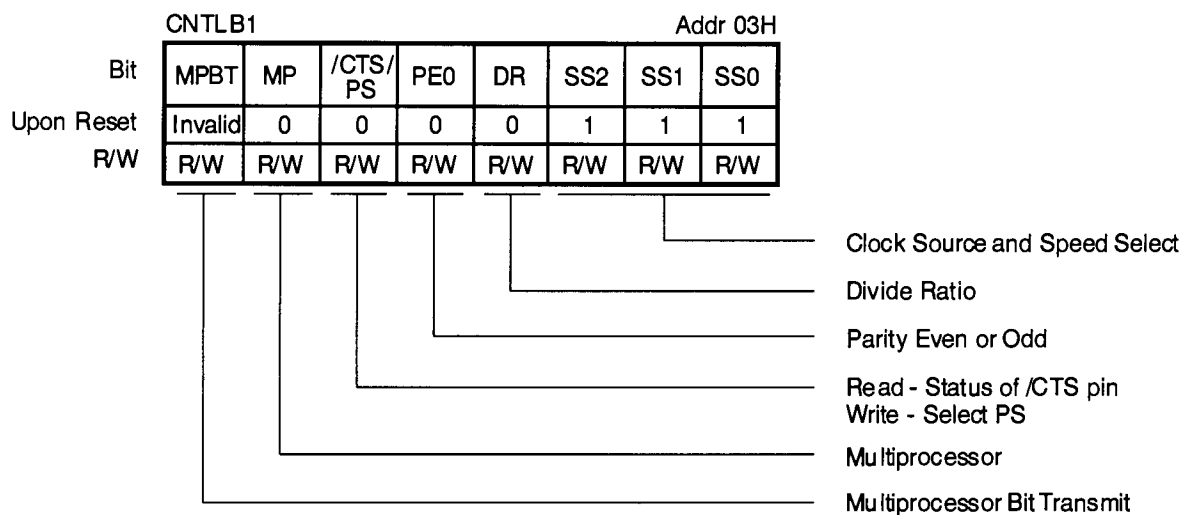 CNTLB1 Addr 03H
Bit MPBT MP /CTS/ PS PE0 DR SS2 SS1 SS0
Upon Reset Invalid 0 0 0 0 1 1 1
R/W R/W R/W R/W R/W R/W R/W R/W R/W
Clock Source and Speed Select
Divide Ratio
Parity Even or Odd
Read - Status of /CTS pin
Write - Select PS
Multiprocessor
Multiprocessor Bit Transmit